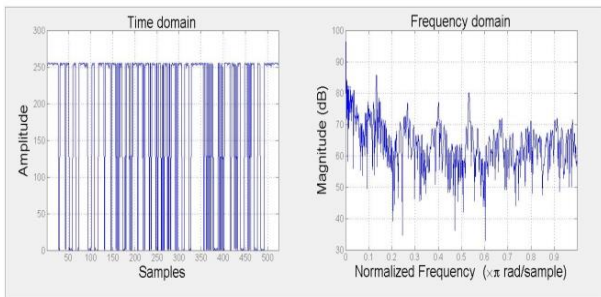 Time domain
Amplitude
300
250
200
150
100
50
0
50 100 150 200 250 300 350 400 450 500
Samples
Frequency domain
Magnitude (dB)
100
90
80
70
60
50
40
30
0 0.1 0.2 0.3 0.4 0.5 0.6 0.7 0.8 0.9
Normalized Frequency (×π rad/sample)